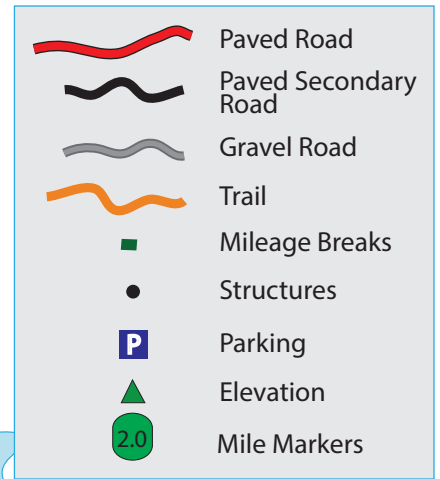 Paved Road
Paved Secondary
Road
Gravel Road
Trail
Mileage Breaks
Structures
P Parking
Elevation
2.0 Mile Markers